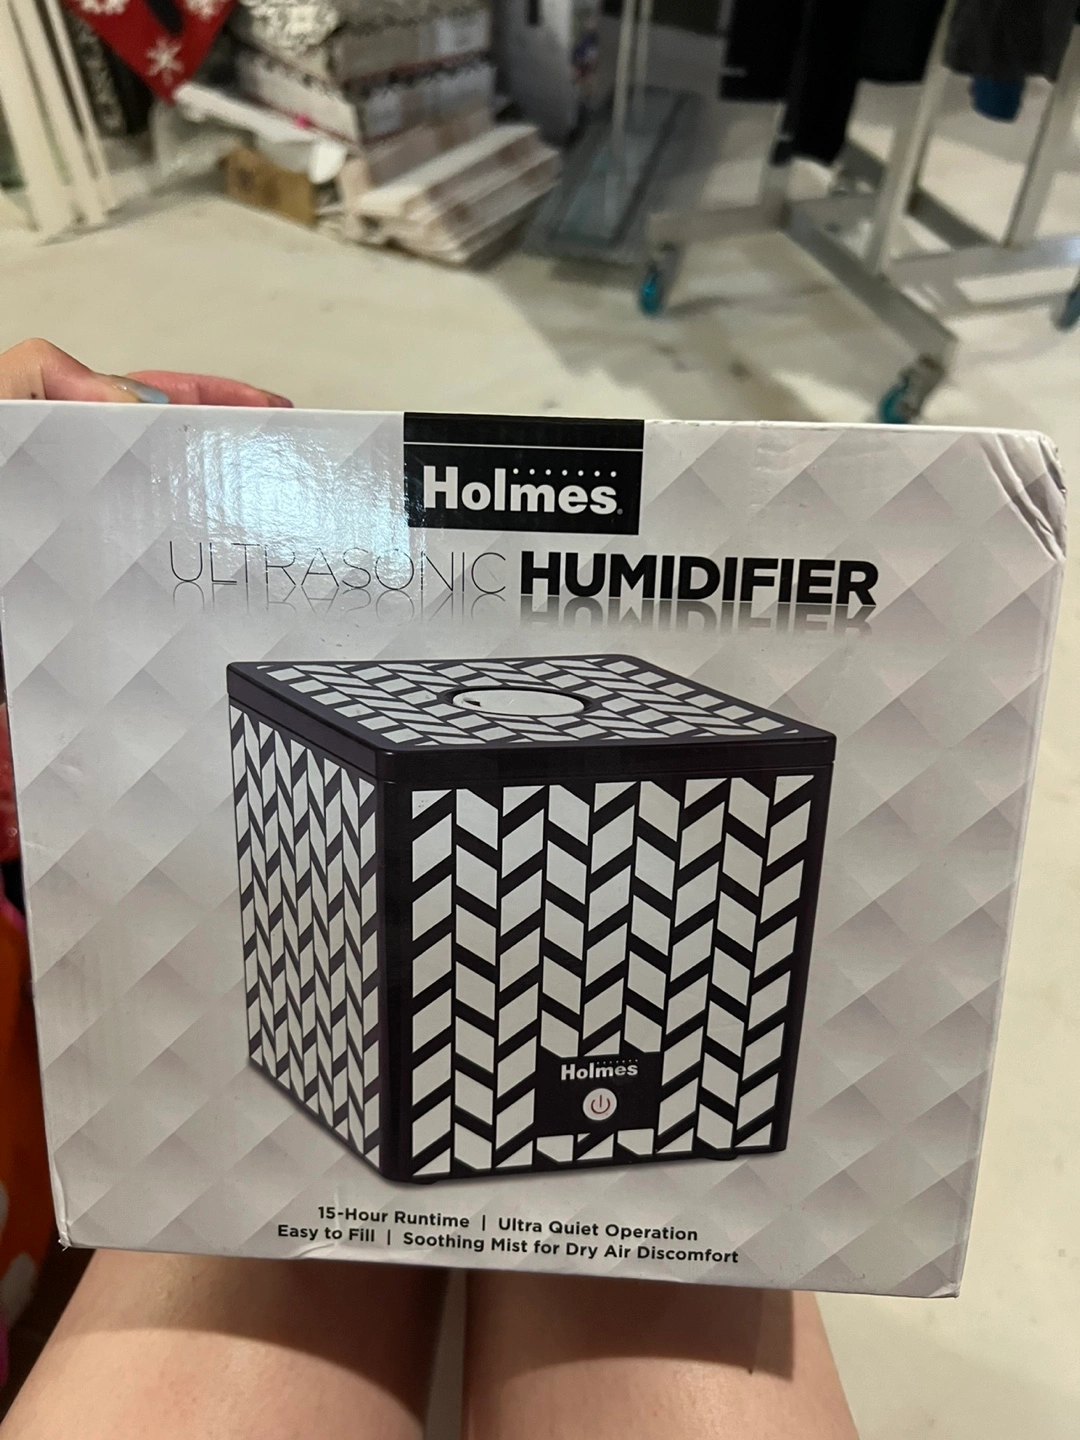 Holmes
ULTRASONIC HUMIDIFIER
Holmes
15-Hour Runtime | Ultra Quiet Operation
Easy to Fill | Soothing Mist for Dry Air Discomfort